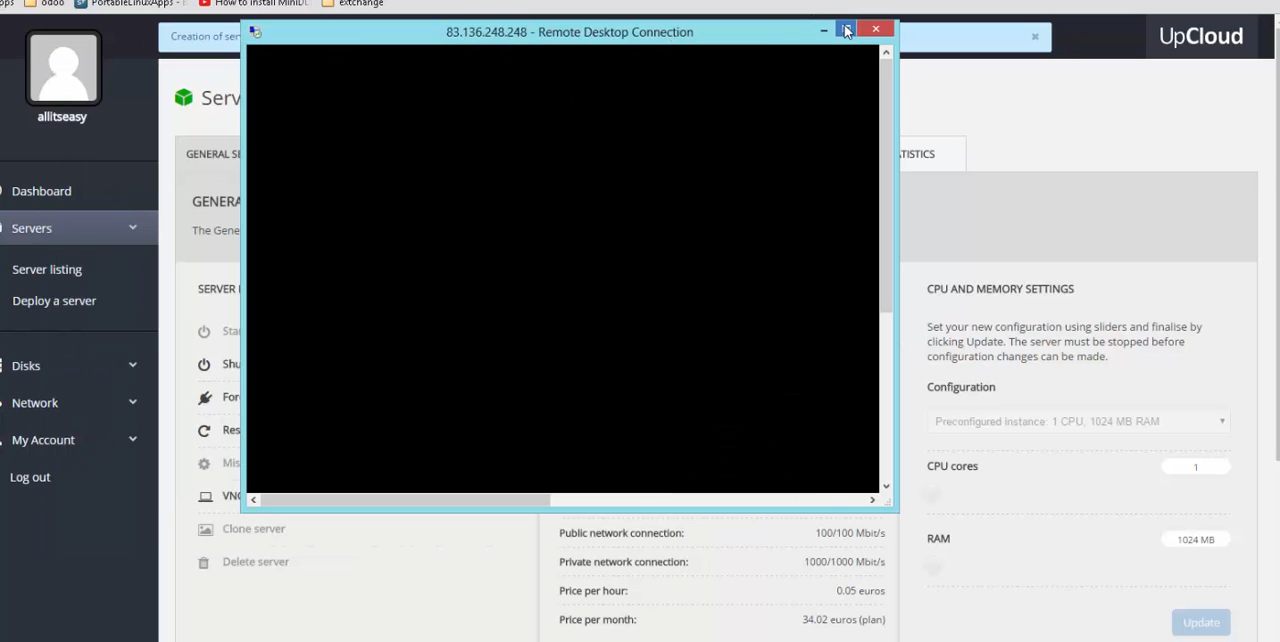 odoo
PortableLinuxApps -
How to install MiniDL
extchange
allitseasy
Dashboard
Servers
Server listing
Deploy a server
Disks
Network
My Account
Log out
Creation of ser
×
UpCloud
83.136.248.248 - Remote Desktop Connection
Serv
GENERAL SE
TISTICS
GENERA
The Gene
SERVER
Star
Shu
For
Res
Mis
VNC
Clone server
Delete server
Public network connection: 100/100 Mbit/s
Private network connection: 1000/1000 Mbit/s
Price per hour: 0.05 euros
Price per month: 34.02 euros (plan)
CPU AND MEMORY SETTINGS
Set your new configuration using sliders and finalise by
clicking Update. The server must be stopped before
configuration changes can be made.
Configuration
Preconfigured instance: 1 CPU, 1024 MB RAM
CPU cores 1
RAM 1024 MB
Update